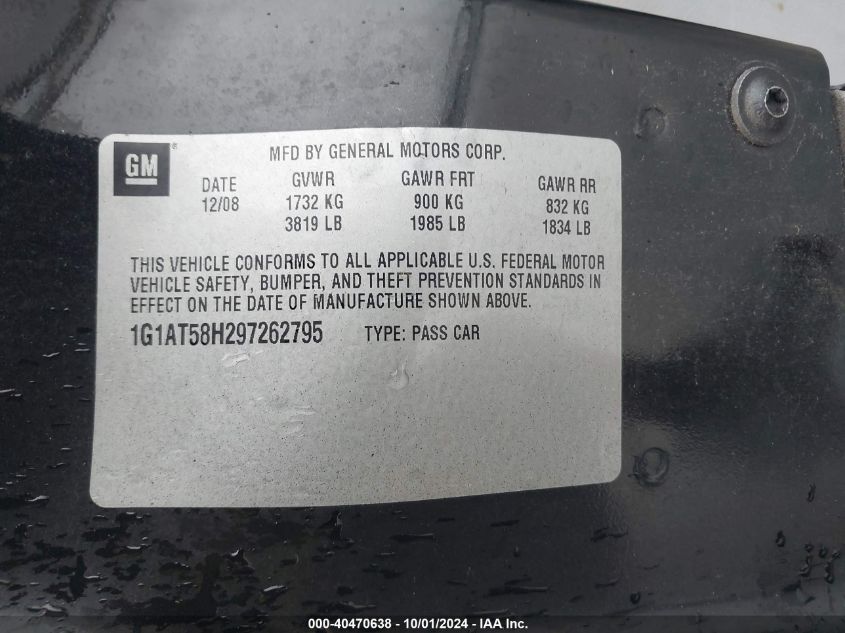 GM
MFD BY GENERAL MOTORS CORP.
DATE GVWR GAWR FRT GAWR RR
12/08 1732 KG 900 KG 832 KG
3819 LB 1985 LB 1834 LB
THIS VEHICLE CONFORMS TO ALL APPLICABLE U.S. FEDERAL MOTOR
VEHICLE SAFETY, BUMPER, AND THEFT PREVENTION STANDARDS IN
EFFECT ON THE DATE OF MANUFACTURE SHOWN ABOVE.
1G1AT58H297262795 TYPE: PASS CAR
000-40470638 - 10/01/2024 - IAA Inc.